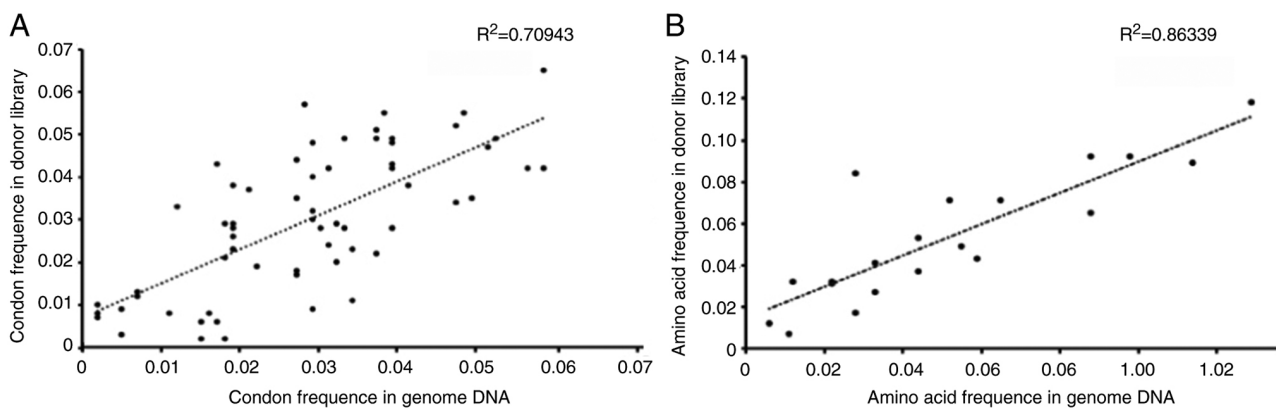 A
R²=0.70943
Condon frequence in donor library
0.07
0.06
0.05
0.04
0.03
0.02
0.01
0
0 0.01 0.02 0.03 0.04 0.05 0.06 0.07
Condon frequence in genome DNA
B
R²=0.86339
Amino acid frequence in donor library
0.14
0.12
0.10
0.08
0.06
0.04
0.02
0
0 0.02 0.04 0.06 0.06 1.00 1.02
Amino acid frequence in genome DNA